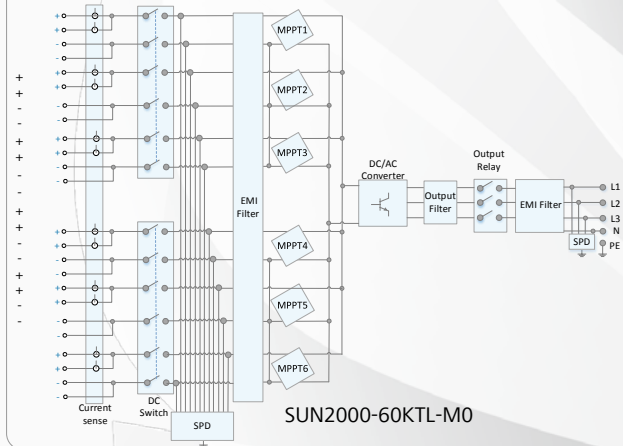 +
+
-
-
+
+
-
-
+
+
-
-
+
+
-
-
+
+
-
-
+
+
-
-
+
+
-
-
+
+
-
-
+
+
-
-
+
+
-
-
Current
sense
DC
Switch
SPD
EMI
Filter
MPPT1
MPPT2
MPPT3
MPPT4
MPPT5
MPPT6
DC/AC
Converter
Output
Filter
Output
Relay
EMI Filter
L1
L2
L3
N
PE
SPD
SUN2000-60KTL-M0